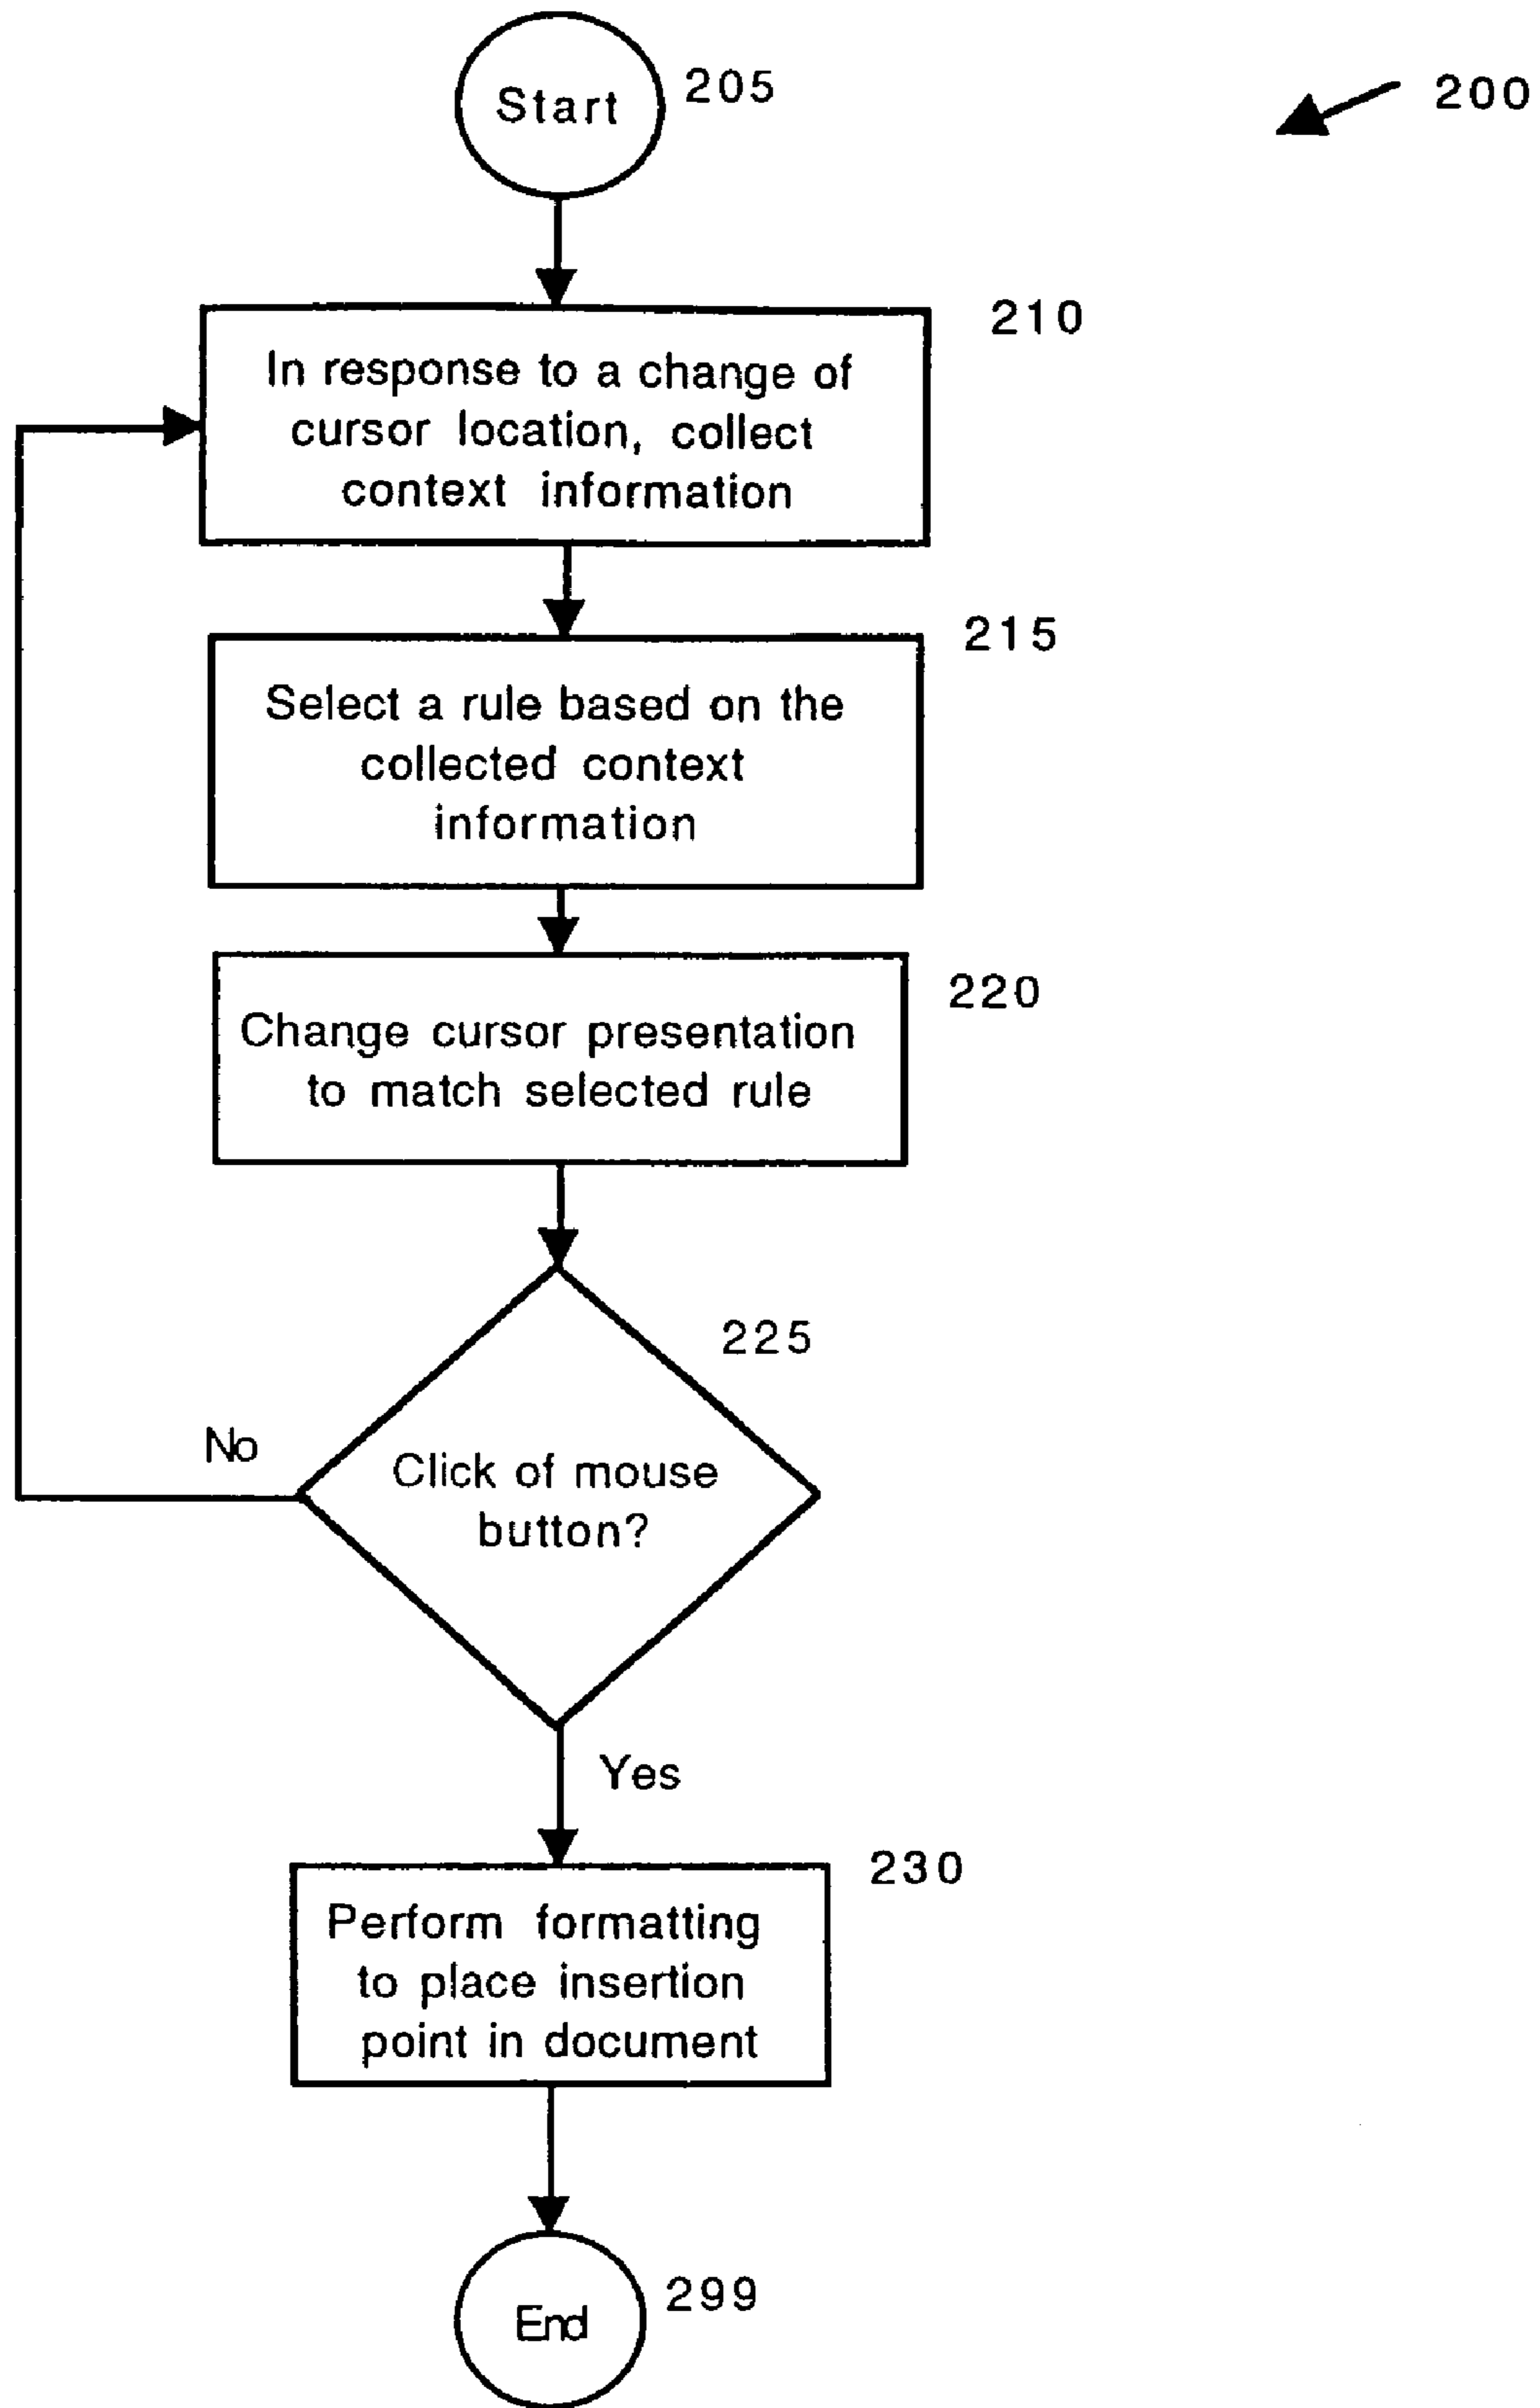 Start
205
200
210
In response to a change of
cursor location, collect
context information
215
Select a rule based on the
collected context
information
220
Change cursor presentation
to match selected rule
225
No
Click of mouse
button?
Yes
230
Perform formatting
to place insertion
point in document
End
299